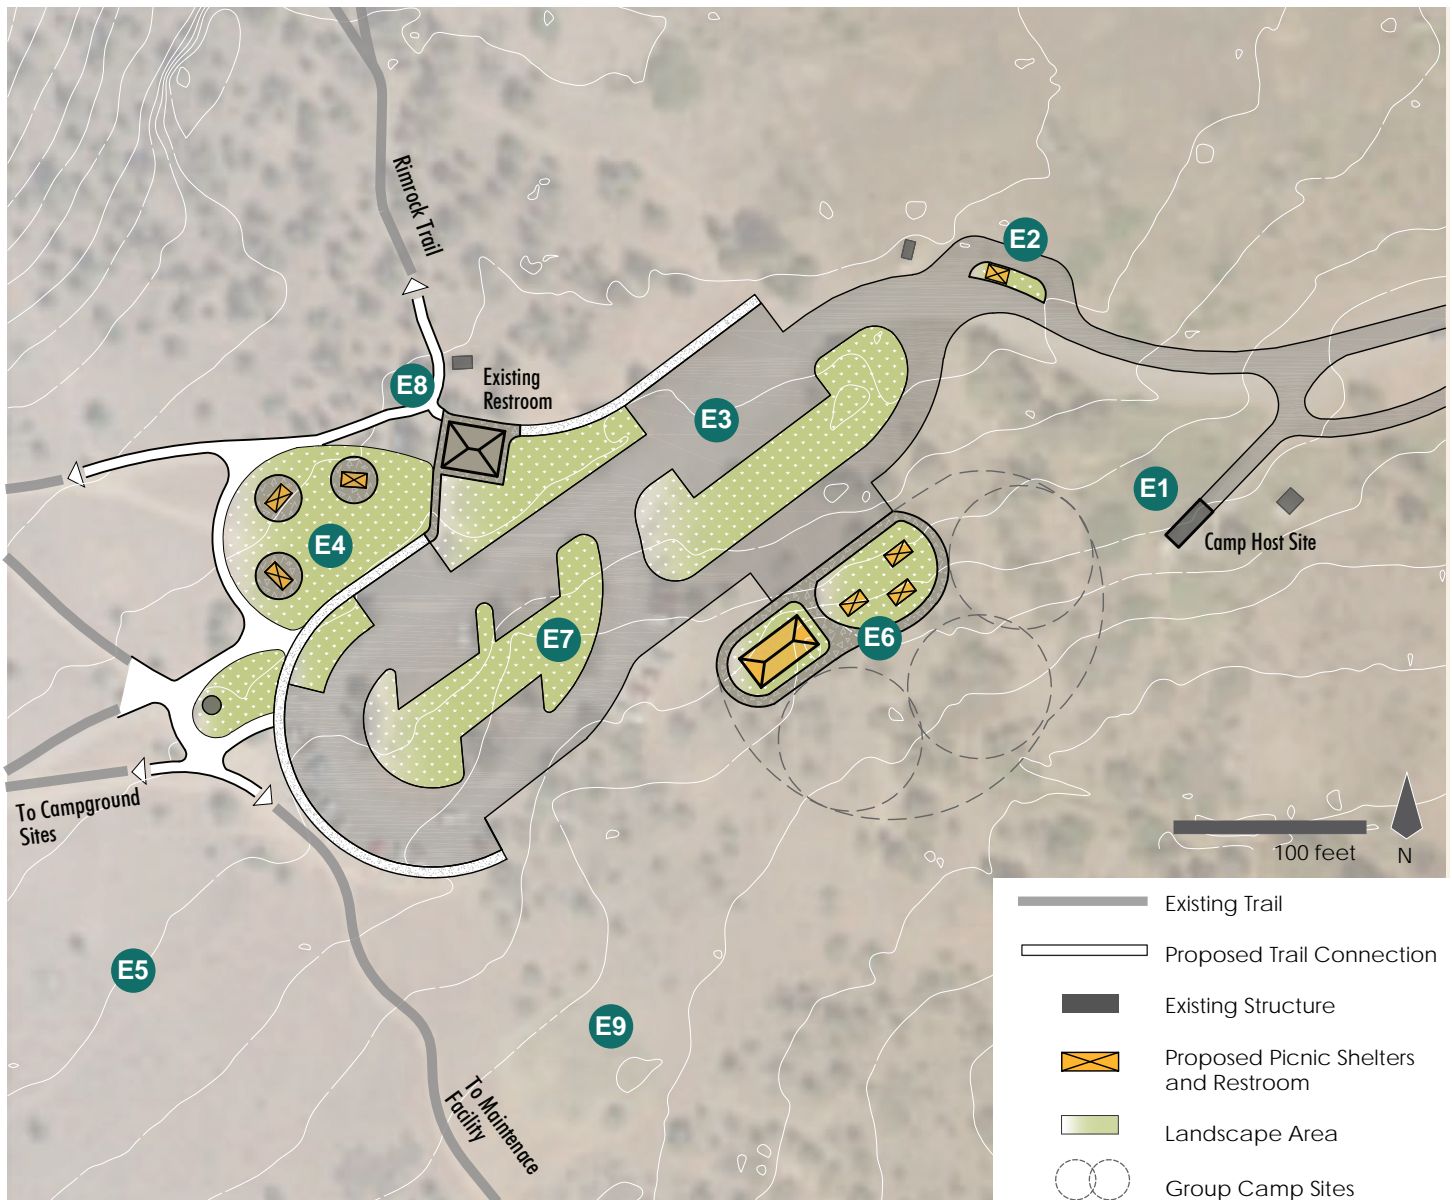 Rimrock Trail
E2
E8
Existing
Restroom
E3
E1
E4
Camp Host Site
E7
E6
To Campground
Sites
100 feet
N
E5
E9
To Maintenace
Facility
Existing Trail
Proposed Trail Connection
Existing Structure
Proposed Picnic Shelters
and Restroom
Landscape Area
Group Camp Sites